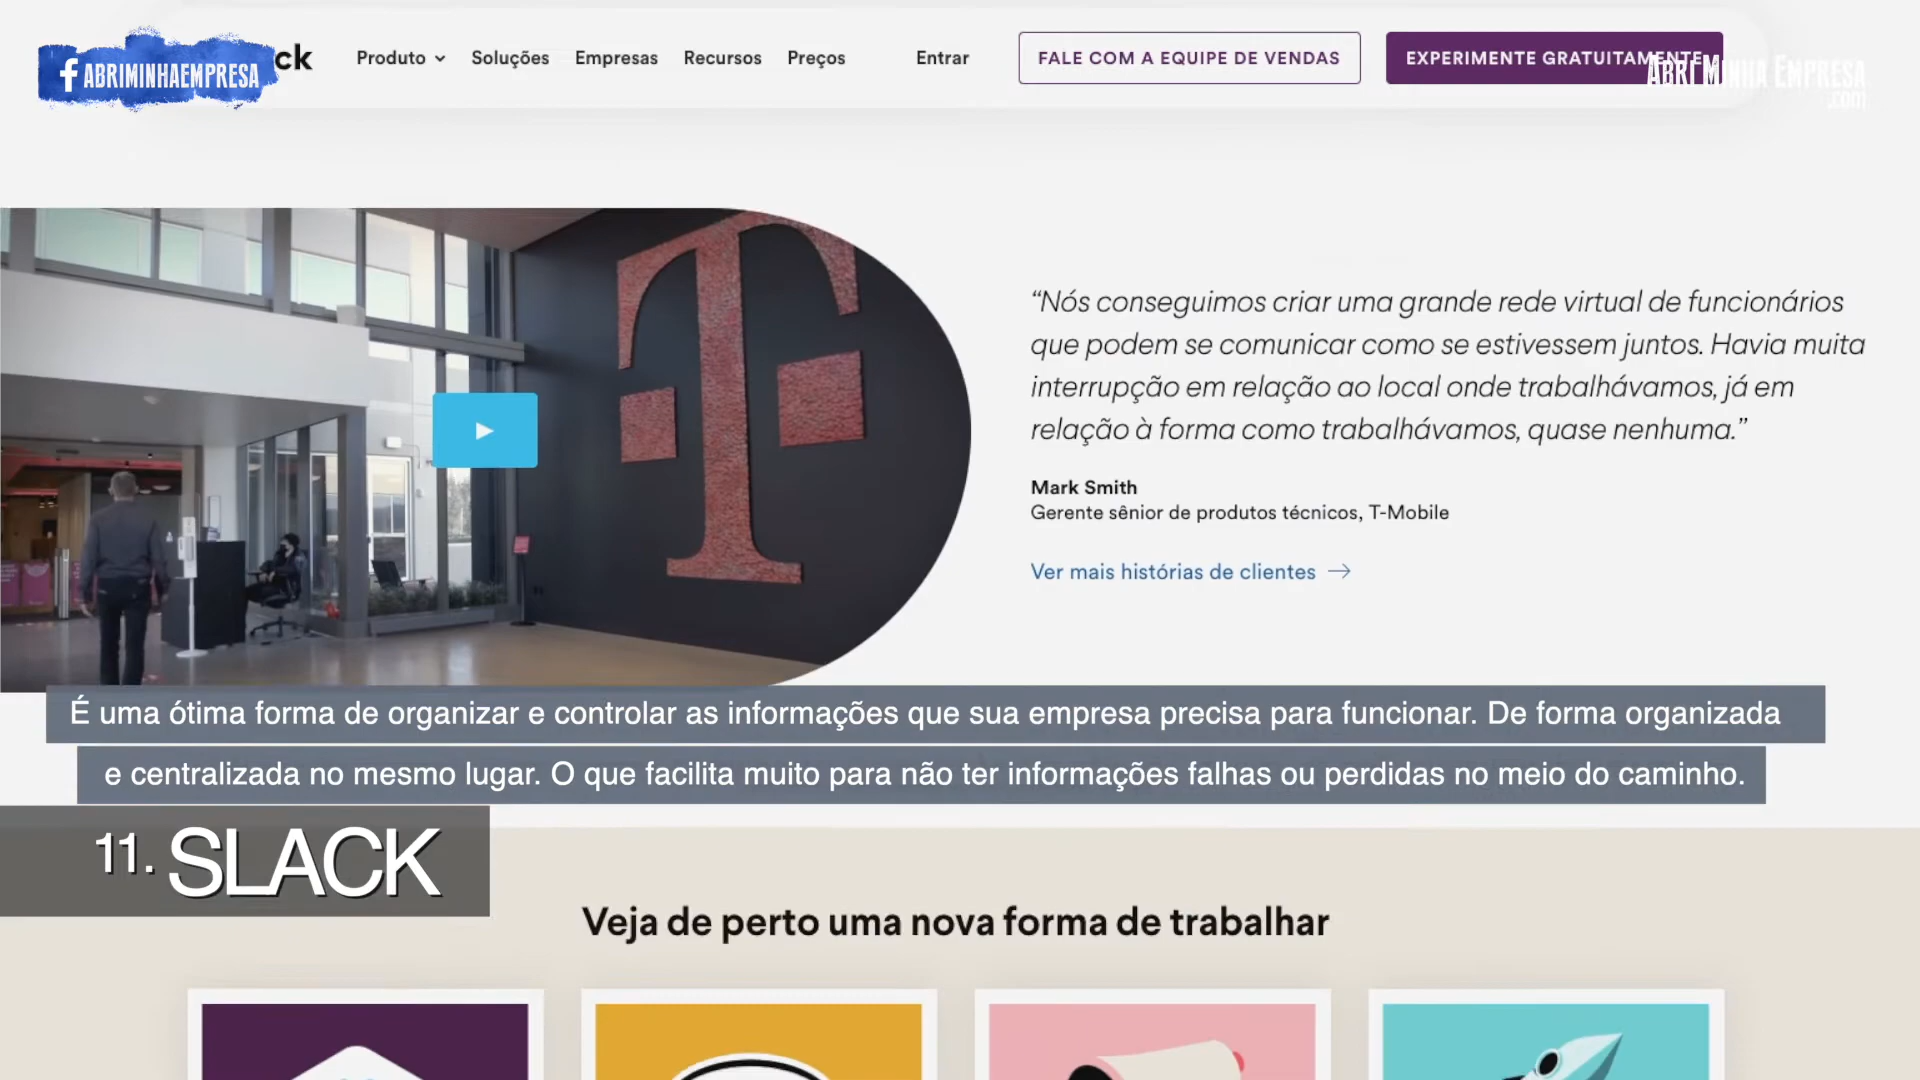 f ABRIMINHAEMPRESA
ck
Produto
Soluções
Empresas
Recursos
Preços
Entrar
FALE COM A EQUIPE DE VENDAS
EXPERIMENTE GRATUITAMENTE
ABRI MINHA EMPRESA
.com
“Nós conseguimos criar uma grande rede virtual de funcionários
que podem se comunicar como se estivessem juntos. Havia muita
interrupção em relação ao local onde trabalhávamos, já em
relação à forma como trabalhávamos, quase nenhuma.”
Mark Smith
Gerente sênior de produtos técnicos, T-Mobile
Ver mais histórias de clientes →
T
É uma ótima forma de organizar e controlar as informações que sua empresa precisa para funcionar. De forma organizada
e centralizada no mesmo lugar. O que facilita muito para não ter informações falhas ou perdidas no meio do caminho.
11. SLACK
Veja de perto uma nova forma de trabalhar